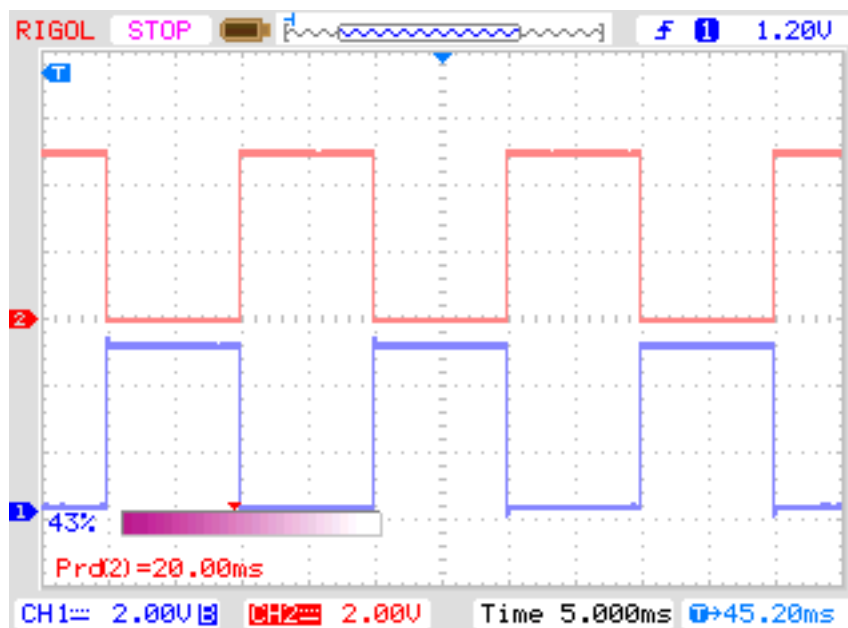 RIGOL STOP 1 1.20V
T
2
1
43%
Prd(2)=20.00ms
CH1 2.00V B CH2 2.00V Time 5.000ms T→45.20ms